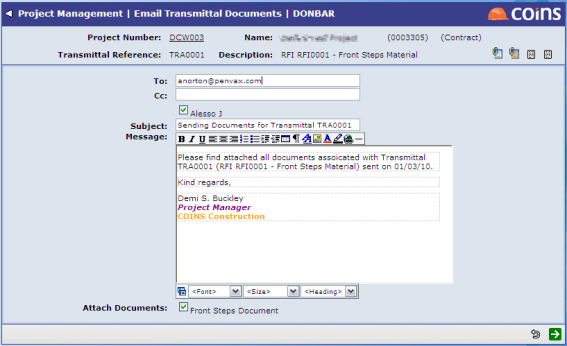 Project Management | Email Transmittal Documents | DONBAR
COINS
Project Number: DCW003 Name: Project (0003305) (Contract)
Transmittal Reference: TRA0001 Description: RFI RFI0001 - Front Steps Material
To: anorton@penvax.com
Cc:
Alesso J
Subject: Sending Documents for Transmittal TRA0001
Message: B I U
Please find attached all documents assoicated with Transmittal
TRA0001 (RFI RFI0001 - Front Steps Material) sent on 01/03/10.
Kind regards,
Demi S. Buckley
Project Manager
COINS Construction
<Font> <Size> <Heading>
Attach Documents: Front Steps Document